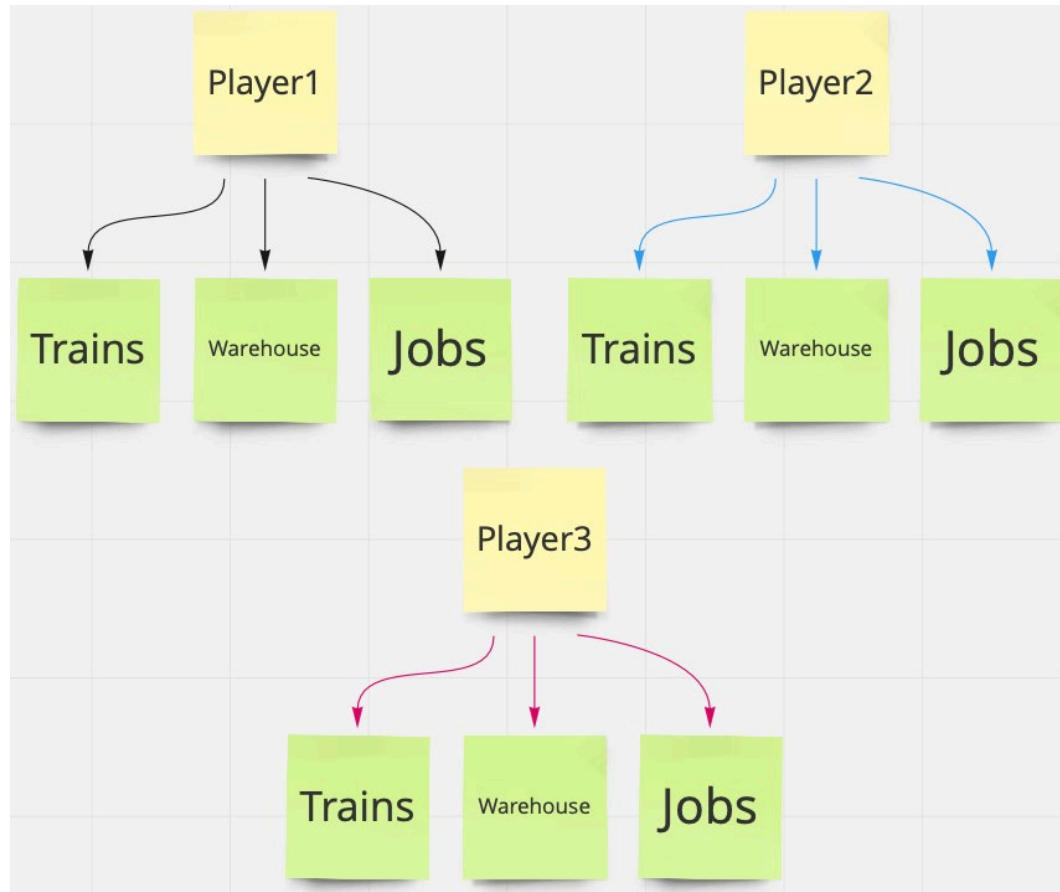 Player1
Player2
Trains
Warehouse
Jobs
Trains
Warehouse
Jobs
Player3
Trains
Warehouse
Jobs